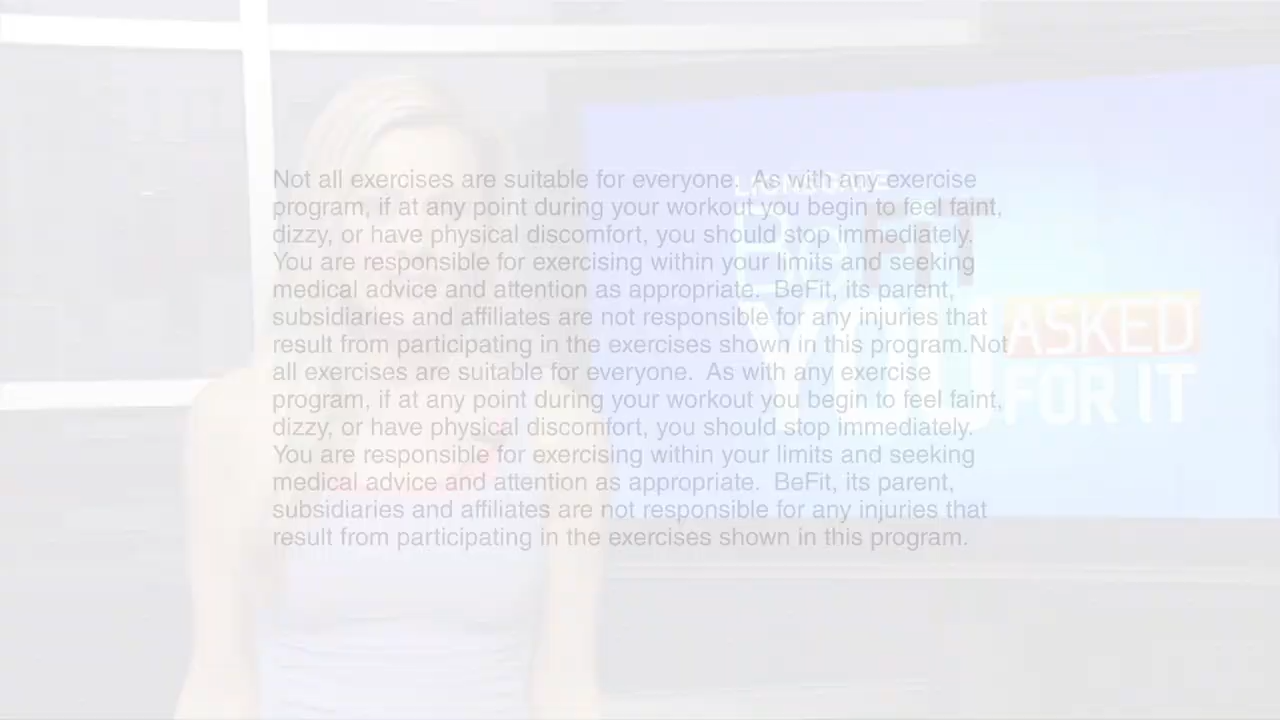 Not all exercises are suitable for everyone. As with any exercise
program, if at any point during your workout you begin to feel faint,
dizzy, or have physical discomfort, you should stop immediately.
You are responsible for exercising within your limits and seeking
medical advice and attention as appropriate. BeFit, its parent,
subsidiaries and affiliates are not responsible for any injuries that
result from participating in the exercises shown in this program.Not
all exercises are suitable for everyone. As with any exercise
program, if at any point during your workout you begin to feel faint,
dizzy, or have physical discomfort, you should stop immediately.
You are responsible for exercising within your limits and seeking
medical advice and attention as appropriate. BeFit, its parent,
subsidiaries and affiliates are not responsible for any injuries that
result from participating in the exercises shown in this program.
LIONSGATE
BeFiT
YOU ASKED
FOR IT